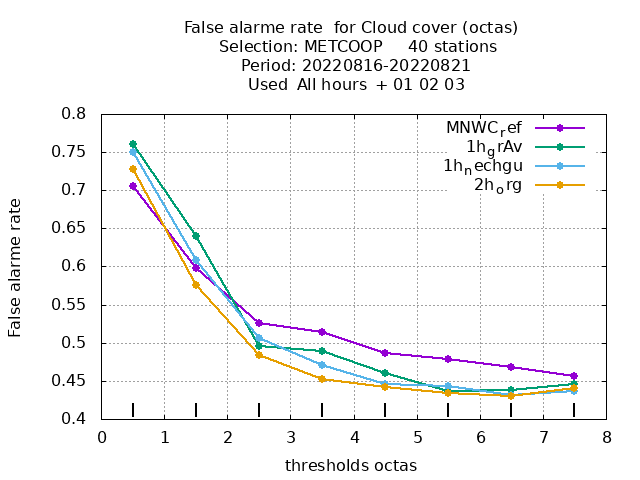 False alarme rate  for Cloud cover (octas)
Selection: METCOOP     40 stations
Period: 20220816-20220821
Used  All hours  + 01 02 03
MNWCref
1hgrAv
1hnechgu
2horg
0.8
0.75
0.7
0.65
0.6
0.55
0.5
0.45
0.4
False alarme rate
0 1 2 3 4 5 6 7 8
thresholds octas